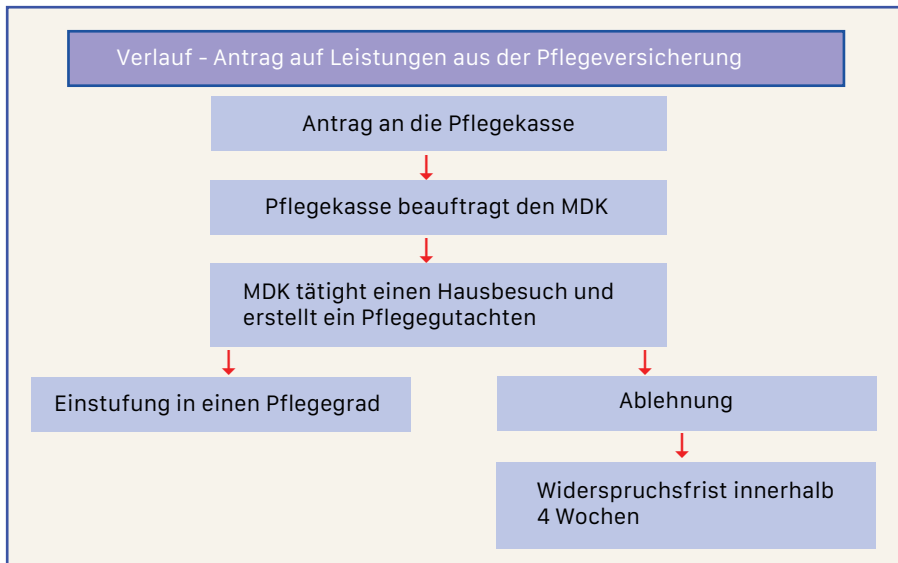 Verlauf - Antrag auf Leistungen aus der Pflegeversicherung
Antrag an die Pflegekasse
Pflegekasse beauftragt den MDK
MDK tätight einen Hausbesuch und
erstellt ein Pflegegutachten
Einstufung in einen Pflegegrad
Ablehnung
Widerspruchsfrist innerhalb
4 Wochen